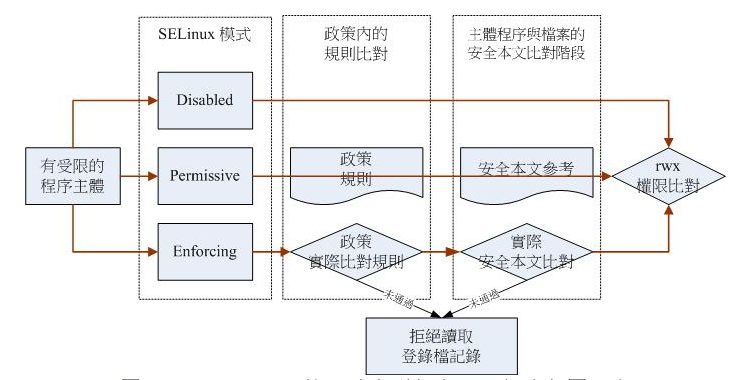 SELinux 模式
政策內的
規則比對
主體程序與檔案的
安全本文比對階段
Disabled
有受限的
程序主體
Permissive
政策
規則
安全本文參考
rwx
權限比對
Enforcing
政策
實際比對規則
實際
安全本文比對
未通過
未通過
拒絕讀取
登錄檔記錄